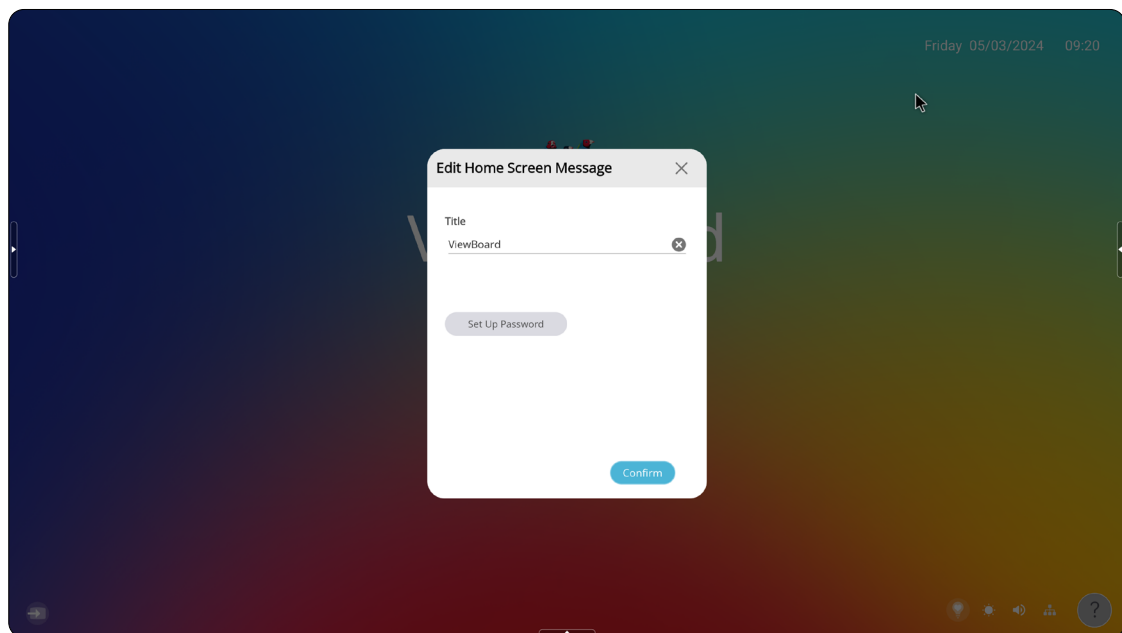 Friday 05/03/2024 09:20
Edit Home Screen Message
Title
ViewBoard
Set Up Password
Confirm
?